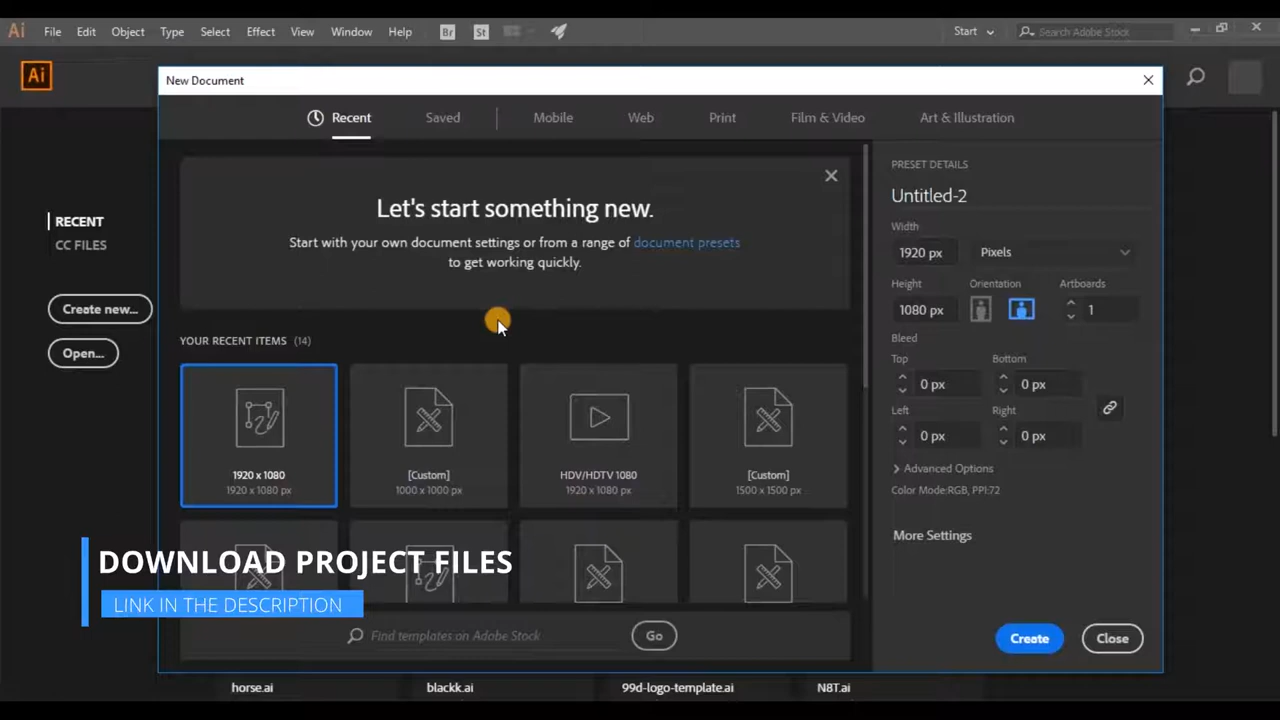 Ai File Edit Object Type Select Effect View Window Help Br St Start Search Adobe Stock
Ai
New Document
Recent Saved Mobile Web Print Film & Video Art & Illustration
RECENT
CC FILES
Create new...
Open...
Let's start something new.
Start with your own document settings or from a range of document presets
to get working quickly.
YOUR RECENT ITEMS (14)
1920 x 1080
1920 x 1080 px
[Custom]
1000 x 1000 px
HDV/HDTV 1080
1920 x 1080 px
[Custom]
1500 x 1500 px
Find templates on Adobe Stock
Go
PRESET DETAILS
Untitled-2
Width
1920 px Pixels
Height Orientation Artboards
1080 px 1
Bleed
Top Bottom
0 px 0 px
Left Right
0 px 0 px
Advanced Options
Color Mode:RGB, PPI:72
More Settings
Create Close
DOWNLOAD PROJECT FILES
LINK IN THE DESCRIPTION
horse.ai blackk.ai 99d-logo-template.ai N8T.ai